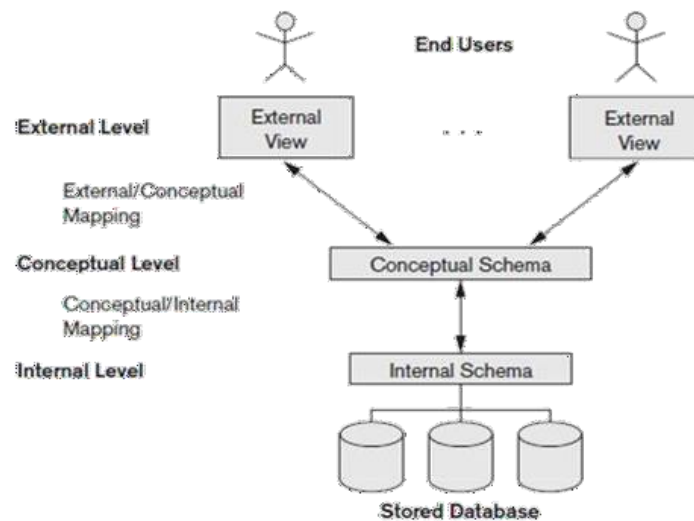 End Users
External Level
External
View
. . .
External
View
External/Conceptual
Mapping
Conceptual Level
Conceptual Schema
Conceptual/Internal
Mapping
Internal Level
Internal Schema
Stored Database